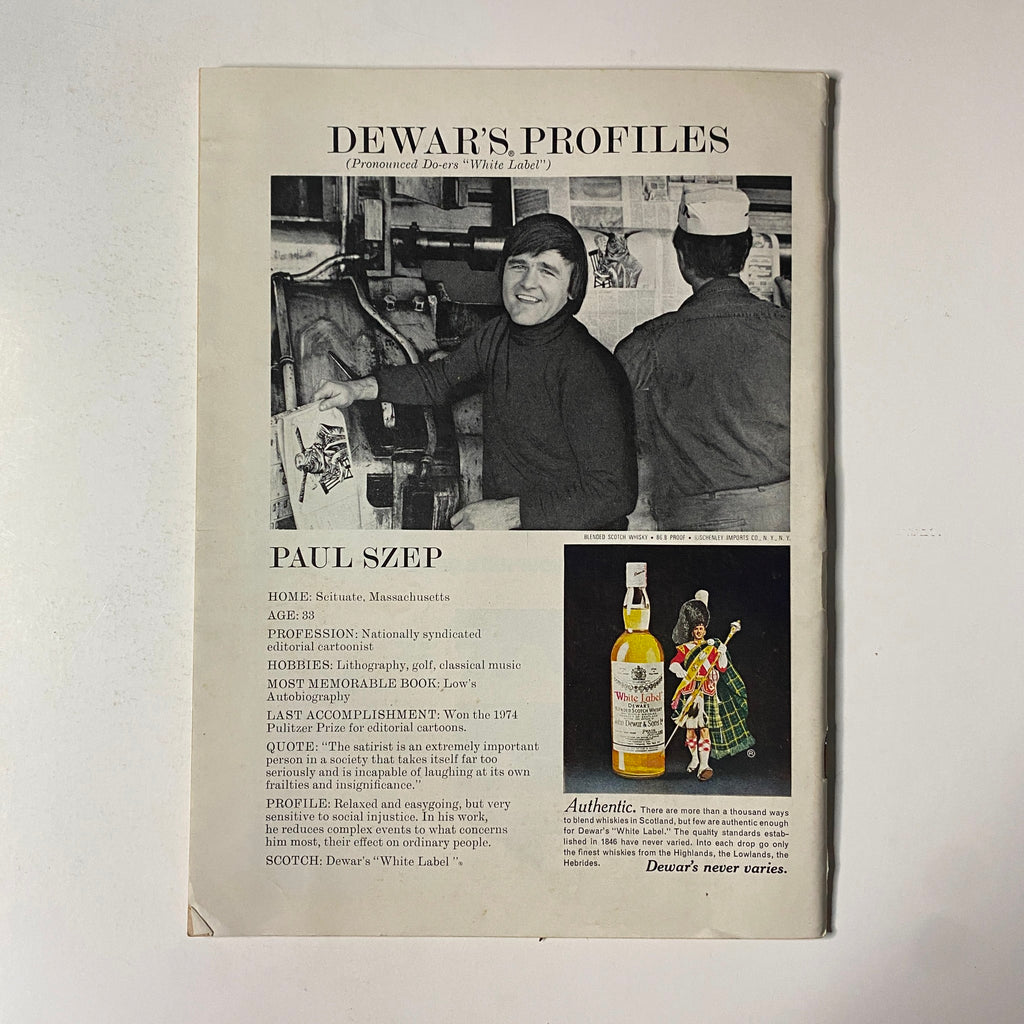 DEWAR'S® PROFILES
(Pronounced Do-ers "White Label")
BLENDED SCOTCH WHISKY • 86.8 PROOF • ©SCHENLEY IMPORTS CO., N.Y., N.Y.
PAUL SZEP
HOME: Scituate, Massachusetts
AGE: 33
PROFESSION: Nationally syndicated
editorial cartoonist
HOBBIES: Lithography, golf, classical music
MOST MEMORABLE BOOK: Low's
Autobiography
LAST ACCOMPLISHMENT: Won the 1974
Pulitzer Prize for editorial cartoons.
QUOTE: "The satirist is an extremely important
person in a society that takes itself far too
seriously and is incapable of laughing at its own
frailties and insignificance."
PROFILE: Relaxed and easygoing, but very
sensitive to social injustice. In his work,
he reduces complex events to what concerns
him most, their effect on ordinary people.
SCOTCH: Dewar's "White Label"®
"White Label"
DEWAR'S
BLENDED SCOTCH WHISKY
John Dewar & Sons Ld
®
Authentic. There are more than a thousand ways
to blend whiskies in Scotland, but few are authentic enough
for Dewar's "White Label." The quality standards estab-
lished in 1846 have never varied. Into each drop go only
the finest whiskies from the Highlands, the Lowlands, the
Hebrides.
Dewar's never varies.